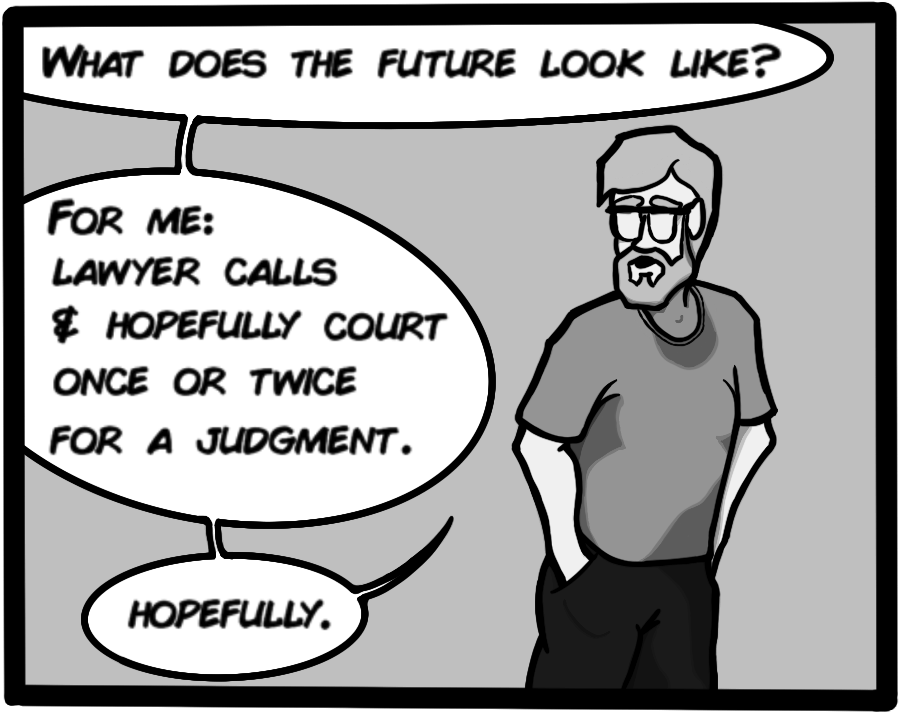 WHAT DOES THE FUTURE LOOK LIKE?
FOR ME:
LAWYER CALLS
& HOPEFULLY COURT
ONCE OR TWICE
FOR A JUDGMENT.
HOPEFULLY.